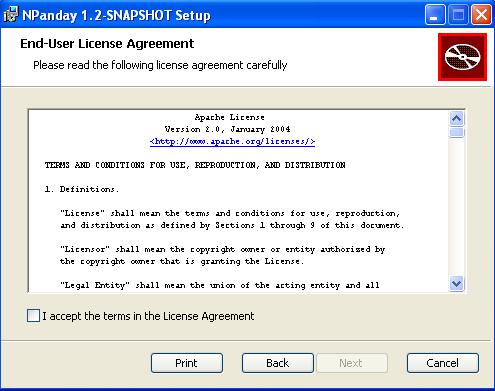 NPanday 1.2-SNAPSHOT Setup
End-User License Agreement
Please read the following license agreement carefully
Apache License
Version 2.0, January 2004
<http://www.apache.org/licenses/>
TERMS AND CONDITIONS FOR USE, REPRODUCTION, AND DISTRIBUTION
1. Definitions.
"License" shall mean the terms and conditions for use, reproduction,
and distribution as defined by Sections 1 through 9 of this document.
"Licensor" shall mean the copyright owner or entity authorized by
the copyright owner that is granting the License.
"Legal Entity" shall mean the union of the acting entity and all
I accept the terms in the License Agreement
Print Back Next Cancel